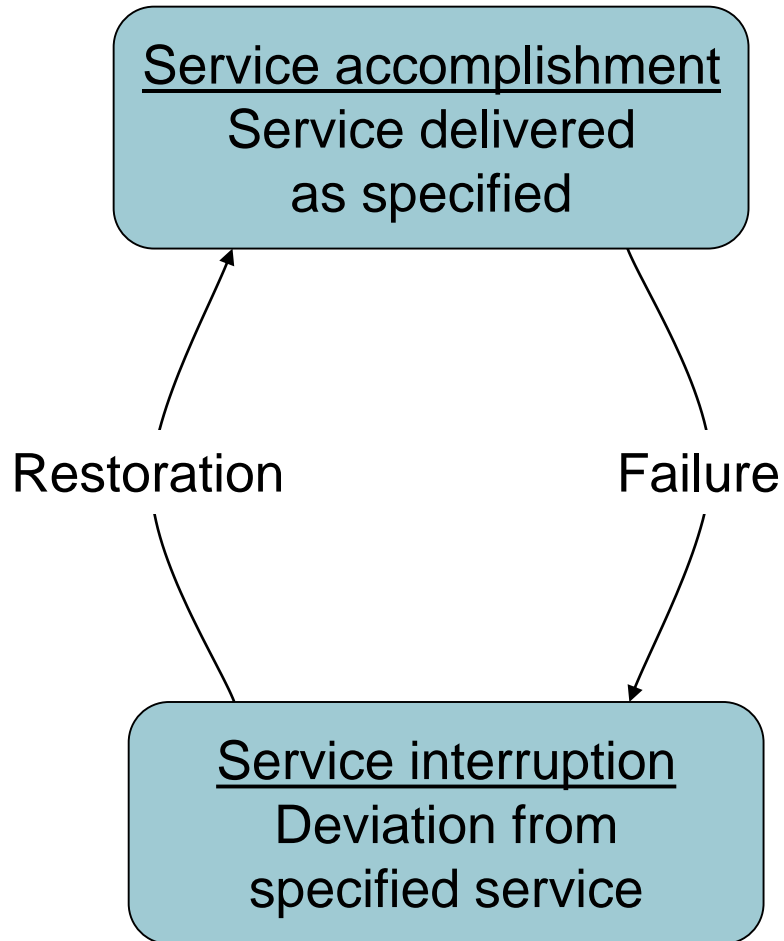 Service accomplishment
Service delivered
as specified
Restoration
Failure
Service interruption
Deviation from
specified service